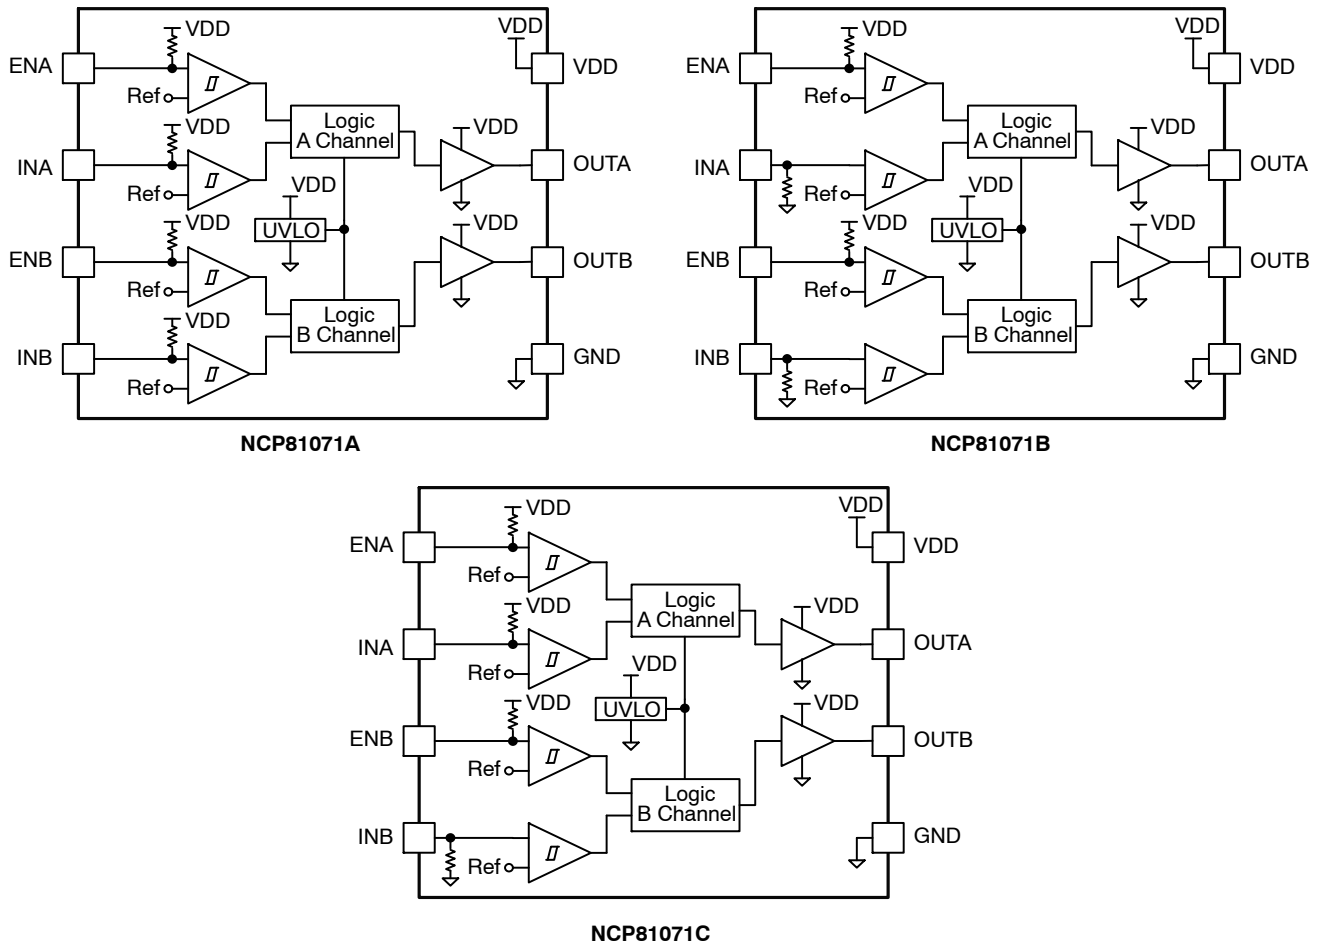 VDD
VDD
ENA
VDD
Ref
VDD
Logic
A Channel
VDD
INA
OUTA
Ref
VDD
VDD
UVLO
VDD
ENB
OUTB
Ref
VDD
Logic
B Channel
INB
GND
Ref
NCP81071A
VDD
VDD
ENA
VDD
Ref
Logic
A Channel
VDD
INA
OUTA
Ref
VDD
VDD
UVLO
VDD
ENB
OUTB
Ref
Logic
B Channel
INB
GND
Ref
NCP81071B
VDD
VDD
ENA
VDD
Ref
VDD
Logic
A Channel
VDD
INA
OUTA
Ref
VDD
VDD
UVLO
VDD
ENB
OUTB
Ref
Logic
B Channel
INB
GND
Ref
NCP81071C